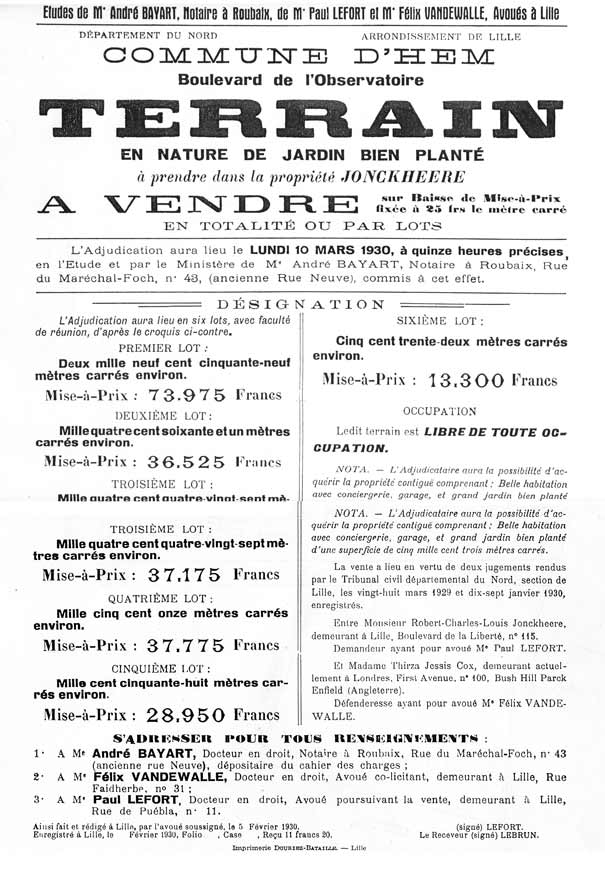 Etudes de Mᵉ André BAYART, Notaire à Roubaix, de Mᵉ Paul LEFORT et Mᵉ Félix VANDEWALLE, Avoués à Lille
DÉPARTEMENT DU NORD ARRONDISSEMENT DE LILLE
COMMUNE D'HEM
Boulevard de l'Observatoire
TERRAIN
EN NATURE DE JARDIN BIEN PLANTÉ
à prendre dans la propriété JONCKHEERE
A VENDRE sur Baisse de Mise-à-Prix
fixée à 25 frs le mètre carré
EN TOTALITÉ OU PAR LOTS
L'Adjudication aura lieu le LUNDI 10 MARS 1930, à quinze heures précises,
en l'Etude et par le Ministère de Mᵉ André BAYART, Notaire à Roubaix, Rue
du Maréchal-Foch, n° 43, (ancienne Rue Neuve), commis à cet effet.
DÉSIGNATION
L'Adjudication aura lieu en six lots, avec faculté
de réunion, d'après le croquis ci-contre.
PREMIER LOT :
Deux mille neuf cent cinquante-neuf
mètres carrés environ.
Mise-à-Prix : 73.975 Francs
DEUXIÈME LOT :
Mille quatre cent soixante et un mètres
carrés environ.
Mise-à-Prix : 36.525 Francs
TROISIÈME LOT :
Mille quatre cent quatre-vingt-sept mè-
TROISIÈME LOT :
Mille quatre cent quatre-vingt-sept mè-
tres carrés environ.
Mise-à-Prix : 37.175 Francs
QUATRIÈME LOT :
Mille cinq cent onze mètres carrés
environ.
Mise-à-Prix : 37.775 Francs
CINQUIÈME LOT :
Mille cent cinquante-huit mètres car-
rés environ.
Mise-à-Prix : 28.950 Francs
SIXIÈME LOT :
Cinq cent trente-deux mètres carrés
environ.
Mise-à-Prix : 13.300 Francs
OCCUPATION
Ledit terrain est LIBRE DE TOUTE OC-
CUPATION.
NOTA. — L'Adjudicataire aura la possibilité d'ac-
quérir la propriété contiguë comprenant : Belle habitation
avec conciergerie, garage, et grand jardin bien planté
NOTA. — L'Adjudicataire aura la possibilité d'ac-
quérir la propriété contiguë comprenant : Belle habitation
avec conciergerie, garage, et grand jardin bien planté
d'une superficie de cinq mille cent trois mètres carrés.
La vente a lieu en vertu de deux jugements rendus
par le Tribunal civil départemental du Nord, section de
Lille, les vingt-huit mars 1929 et dix-sept janvier 1930,
enregistrés.
Entre Monsieur Robert-Charles-Louis Jonckheere,
demeurant à Lille, Boulevard de la Liberté, n° 115.
Demandeur ayant pour avoué Mᵉ Paul LEFORT.
Et Madame Thirza Jessis Cox, demeurant actuel-
lement à Londres, First Avenue, n° 100, Bush Hill Parck
Enfield (Angleterre).
Défenderesse ayant pour avoué Mᵉ Félix VANDE-
WALLE.
S'ADRESSER POUR TOUS RENSEIGNEMENTS :
1° A Mᵉ André BAYART, Docteur en droit, Notaire à Roubaix, Rue du Maréchal-Foch, n° 43
(ancienne rue Neuve), dépositaire du cahier des charges ;
2° A Mᵉ Félix VANDEWALLE, Docteur en droit, Avoué co-licitant, demeurant à Lille, Rue
Faidherbe, n° 31 ;
3° A Mᵉ Paul LEFORT, Docteur en droit, Avoué poursuivant la vente, demeurant à Lille,
Rue de Puébla, n° 11.
Ainsi fait et rédigé à Lille, par l'avoué soussigné, le 5 Février 1930. (signé) LEFORT.
Enregistré à Lille, le Février 1930, Folio , Case , Reçu 11 francs 20. Le Receveur (signé) LEBRUN.
Imprimerie DOURIEZ-BATAILLE. — Lille